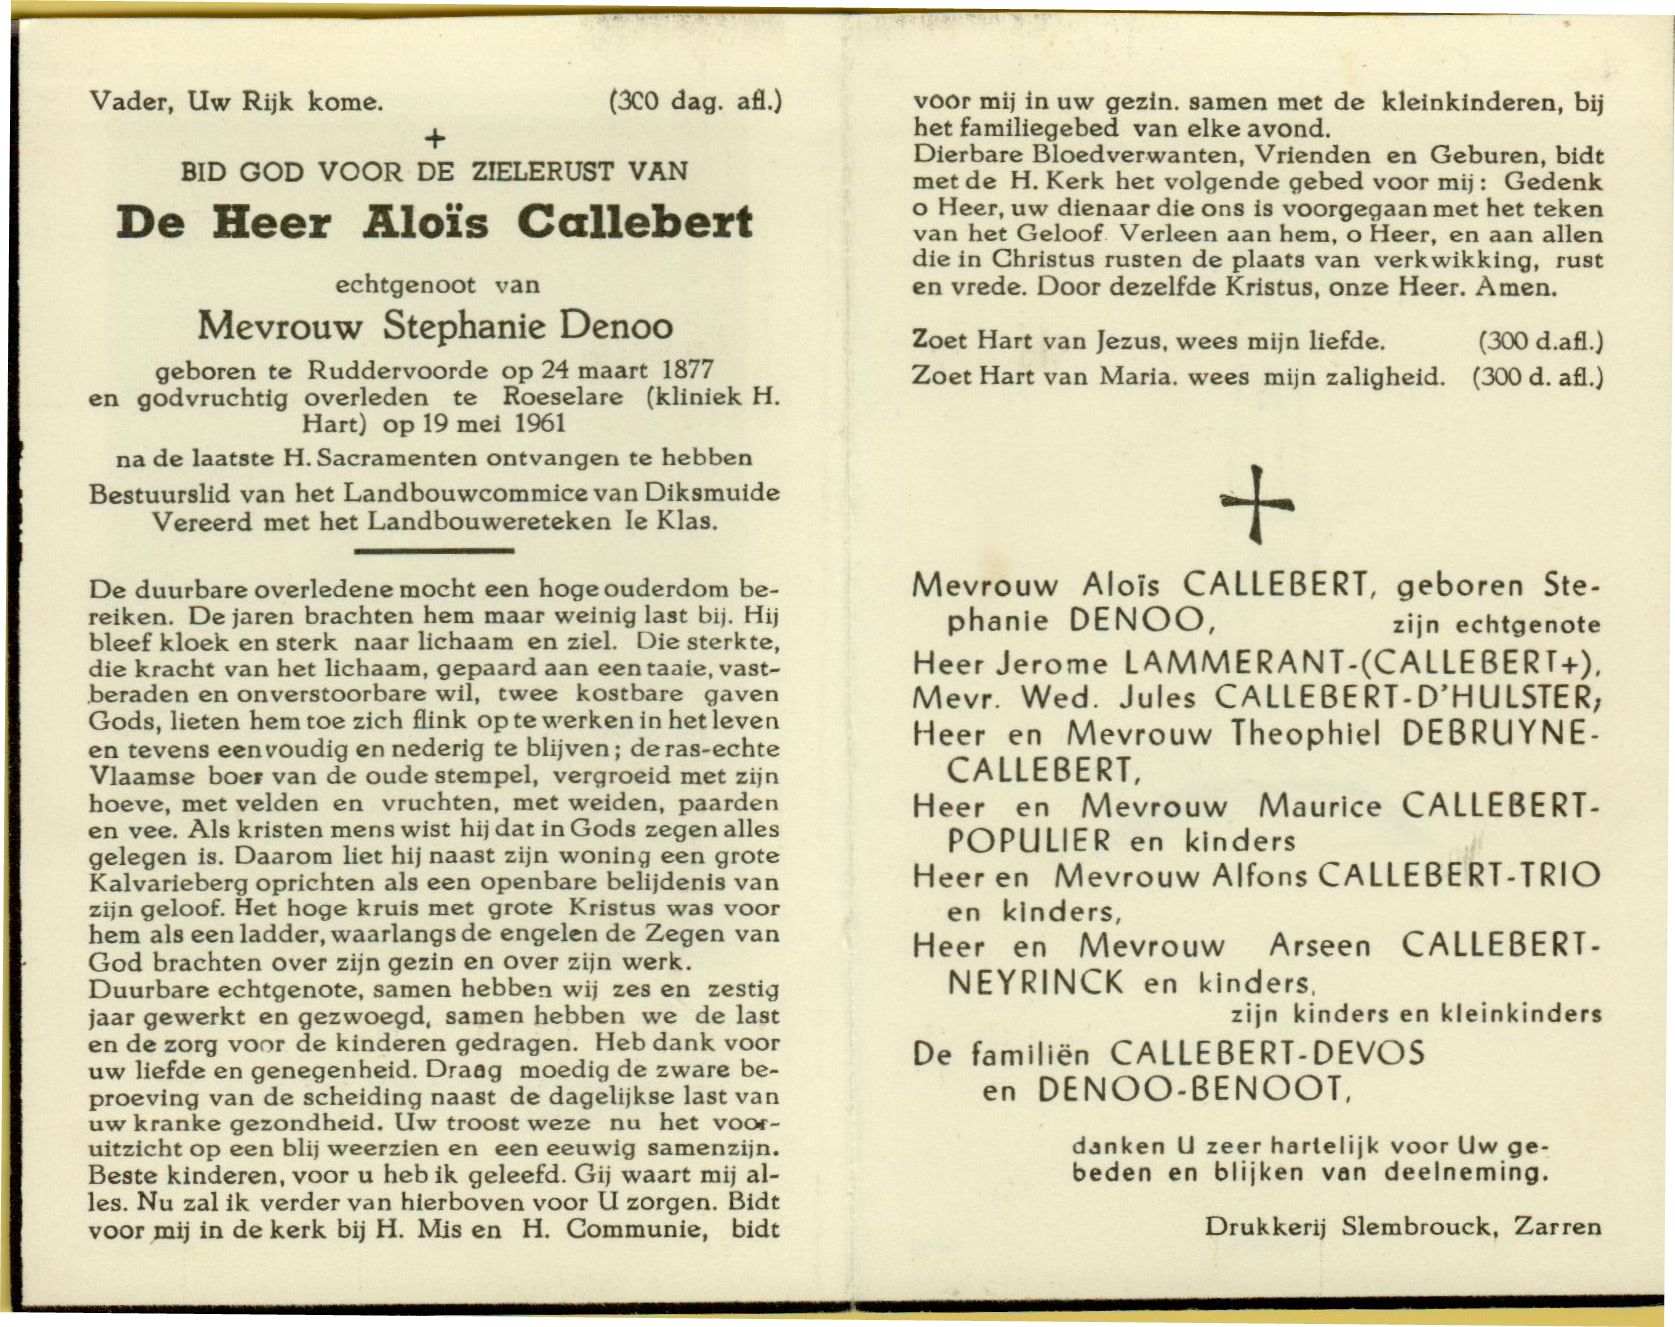 Vader, Uw Rijk kome. (300 dag. afl.)
+
BID GOD VOOR DE ZIELERUST VAN
De Heer Aloïs Callebert
echtgenoot van
Mevrouw Stephanie Denoo
geboren te Ruddervoorde op 24 maart 1877
en godvruchtig overleden te Roeselare (kliniek H.
Hart) op 19 mei 1961
na de laatste H. Sacramenten ontvangen te hebben
Bestuurslid van het Landbouwcommice van Diksmuide
Vereerd met het Landbouwereteken Ie Klas.
De duurbare overledene mocht een hoge ouderdom be-
reiken. De jaren brachten hem maar weinig last bij. Hij
bleef kloek en sterk naar lichaam en ziel. Die sterkte,
die kracht van het lichaam, gepaard aan een taaie, vast-
beraden en onverstoorbare wil, twee kostbare gaven
Gods, lieten hem toe zich flink op te werken in het leven
en tevens eenvoudig en nederig te blijven; de ras-echte
Vlaamse boer van de oude stempel, vergroeid met zijn
hoeve, met velden en vruchten, met weiden, paarden
en vee. Als kristen mens wist hij dat in Gods zegen alles
gelegen is. Daarom liet hij naast zijn woning een grote
Kalvarieberg oprichten als een openbare belijdenis van
zijn geloof. Het hoge kruis met grote Kristus was voor
hem als een ladder, waarlangs de engelen de Zegen van
God brachten over zijn gezin en over zijn werk.
Duurbare echtgenote, samen hebben wij zes en zestig
jaar gewerkt en gezwoegd, samen hebben we de last
en de zorg voor de kinderen gedragen. Heb dank voor
uw liefde en genegenheid. Draag moedig de zware be-
proeving van de scheiding naast de dagelijkse last van
uw kranke gezondheid. Uw troost weze nu het voor-
uitzicht op een blij weerzien en een eeuwig samenzijn.
Beste kinderen, voor u heb ik geleefd. Gij waart mij al-
les. Nu zal ik verder van hierboven voor U zorgen. Bidt
voor mij in de kerk bij H. Mis en H. Communie, bidt
voor mij in uw gezin. samen met de kleinkinderen, bij
het familiegebed van elke avond.
Dierbare Bloedverwanten, Vrienden en Geburen, bidt
met de H. Kerk het volgende gebed voor mij: Gedenk
o Heer, uw dienaar die ons is voorgegaan met het teken
van het Geloof. Verleen aan hem, o Heer, en aan allen
die in Christus rusten de plaats van verkwikking, rust
en vrede. Door dezelfde Kristus, onze Heer. Amen.
Zoet Hart van Jezus, wees mijn liefde. (300 d.afl.)
Zoet Hart van Maria. wees mijn zaligheid. (300 d. afl.)
Mevrouw Aloïs CALLEBERT, geboren Ste-
phanie DENOO, zijn echtgenote
Heer Jerome LAMMERANT-(CALLEBERT+),
Mevr. Wed. Jules CALLEBERT-D'HULSTER;
Heer en Mevrouw Theophiel DEBRUYNE-
CALLEBERT,
Heer en Mevrouw Maurice CALLEBERT-
POPULIER en kinders
Heer en Mevrouw Alfons CALLEBERT-TRIO
en kinders,
Heer en Mevrouw Arseen CALLEBERT-
NEYRINCK en kinders,
zijn kinders en kleinkinders
De familiën CALLEBERT-DEVOS
en DENOO-BENOOT,
danken U zeer hartelijk voor Uw ge-
beden en blijken van deelneming.
Drukkerij Slembrouck, Zarren